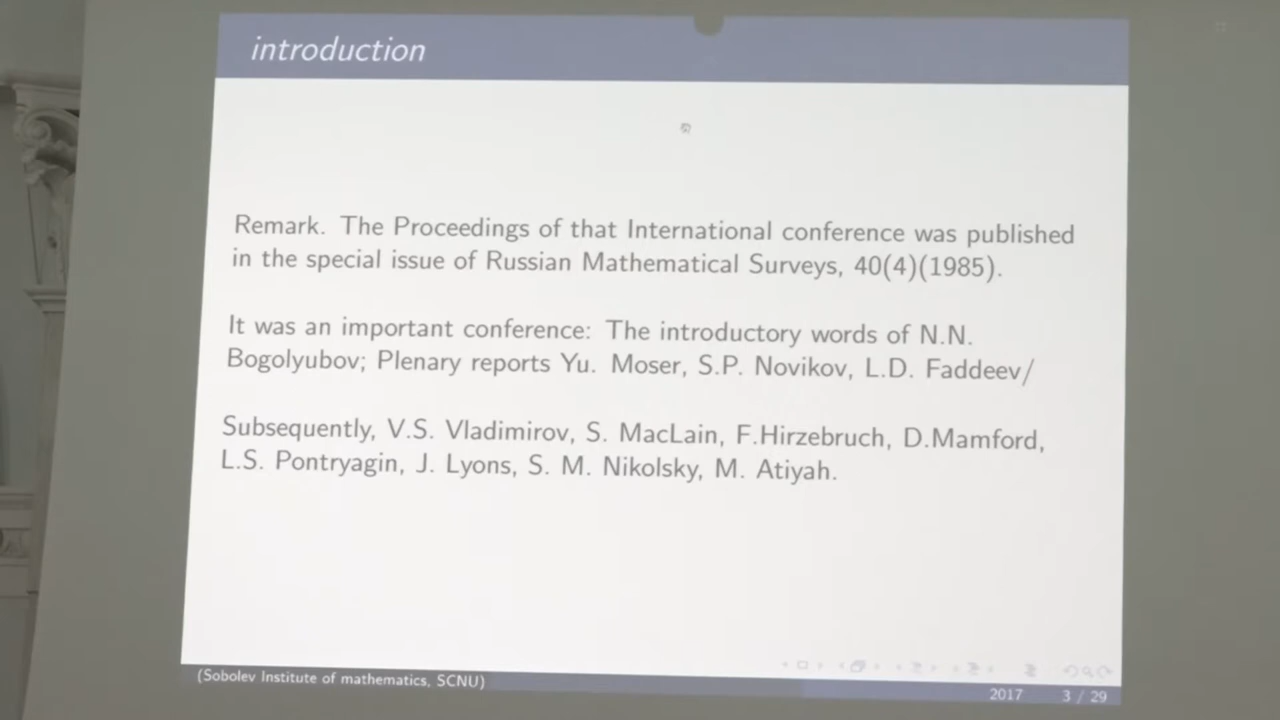 introduction
Remark. The Proceedings of that International conference was published
in the special issue of Russian Mathematical Surveys, 40(4)(1985).
It was an important conference: The introductory words of N.N.
Bogolyubov; Plenary reports Yu. Moser, S.P. Novikov, L.D. Faddeev/
Subsequently, V.S. Vladimirov, S. MacLain, F.Hirzebruch, D.Mamford,
L.S. Pontryagin, J. Lyons, S. M. Nikolsky, M. Atiyah.
(Sobolev Institute of mathematics, SCNU)
2017 3 / 29